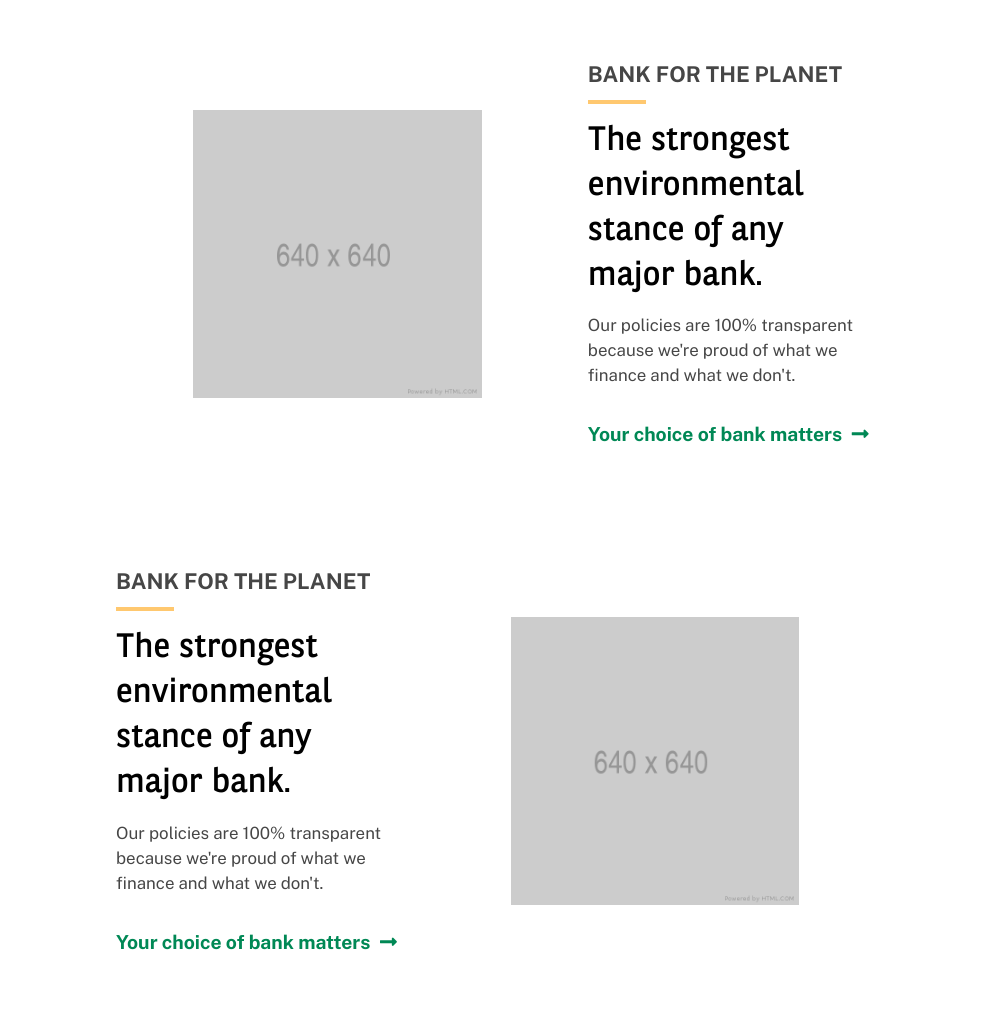 BANK FOR THE PLANET
640 x 640
Powered by HTML.COM
The strongest
environmental
stance of any
major bank.
Our policies are 100% transparent
because we're proud of what we
finance and what we don't.
Your choice of bank matters →
BANK FOR THE PLANET
The strongest
environmental
stance of any
major bank.
Our policies are 100% transparent
because we're proud of what we
finance and what we don't.
Your choice of bank matters →
640 x 640
Powered by HTML.COM